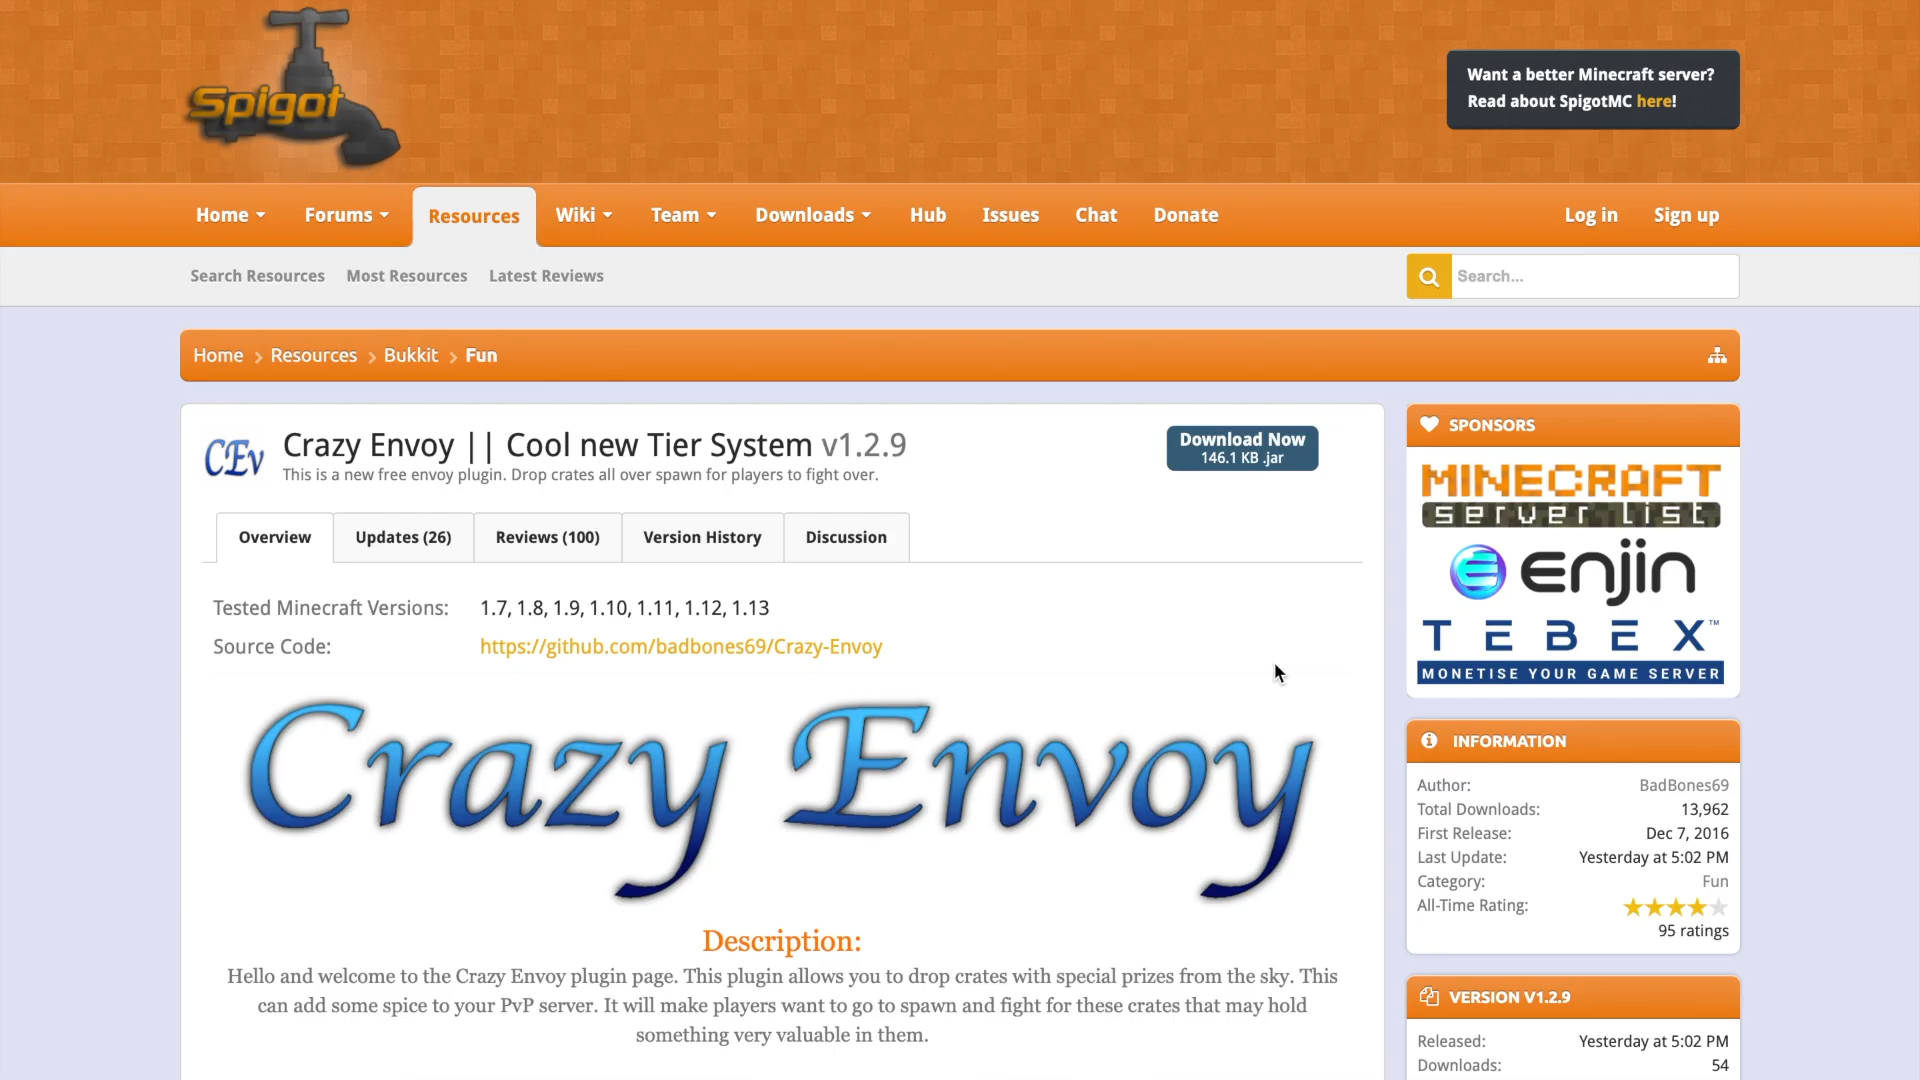 Spigot
Want a better Minecraft server?
Read about SpigotMC here!
Home Forums Resources Wiki Team Downloads Hub Issues Chat Donate Log in Sign up
Search Resources Most Resources Latest Reviews Search...
Home Resources Bukkit Fun
CEv
Crazy Envoy || Cool new Tier System v1.2.9
This is a new free envoy plugin. Drop crates all over spawn for players to fight over.
Download Now
146.1 KB .jar
Overview Updates (26) Reviews (100) Version History Discussion
Tested Minecraft Versions: 1.7, 1.8, 1.9, 1.10, 1.11, 1.12, 1.13
Source Code: https://github.com/badbones69/Crazy-Envoy
Crazy Envoy
Description:
Hello and welcome to the Crazy Envoy plugin page. This plugin allows you to drop crates with special prizes from the sky. This
can add some spice to your PvP server. It will make players want to go to spawn and fight for these crates that may hold
something very valuable in them.
SPONSORS
MINECRAFT
server list
enjin
TEBEX™
MONETISE YOUR GAME SERVER
INFORMATION
Author: BadBones69
Total Downloads: 13,962
First Release: Dec 7, 2016
Last Update: Yesterday at 5:02 PM
Category: Fun
All-Time Rating:
95 ratings
VERSION V1.2.9
Released: Yesterday at 5:02 PM
Downloads: 54